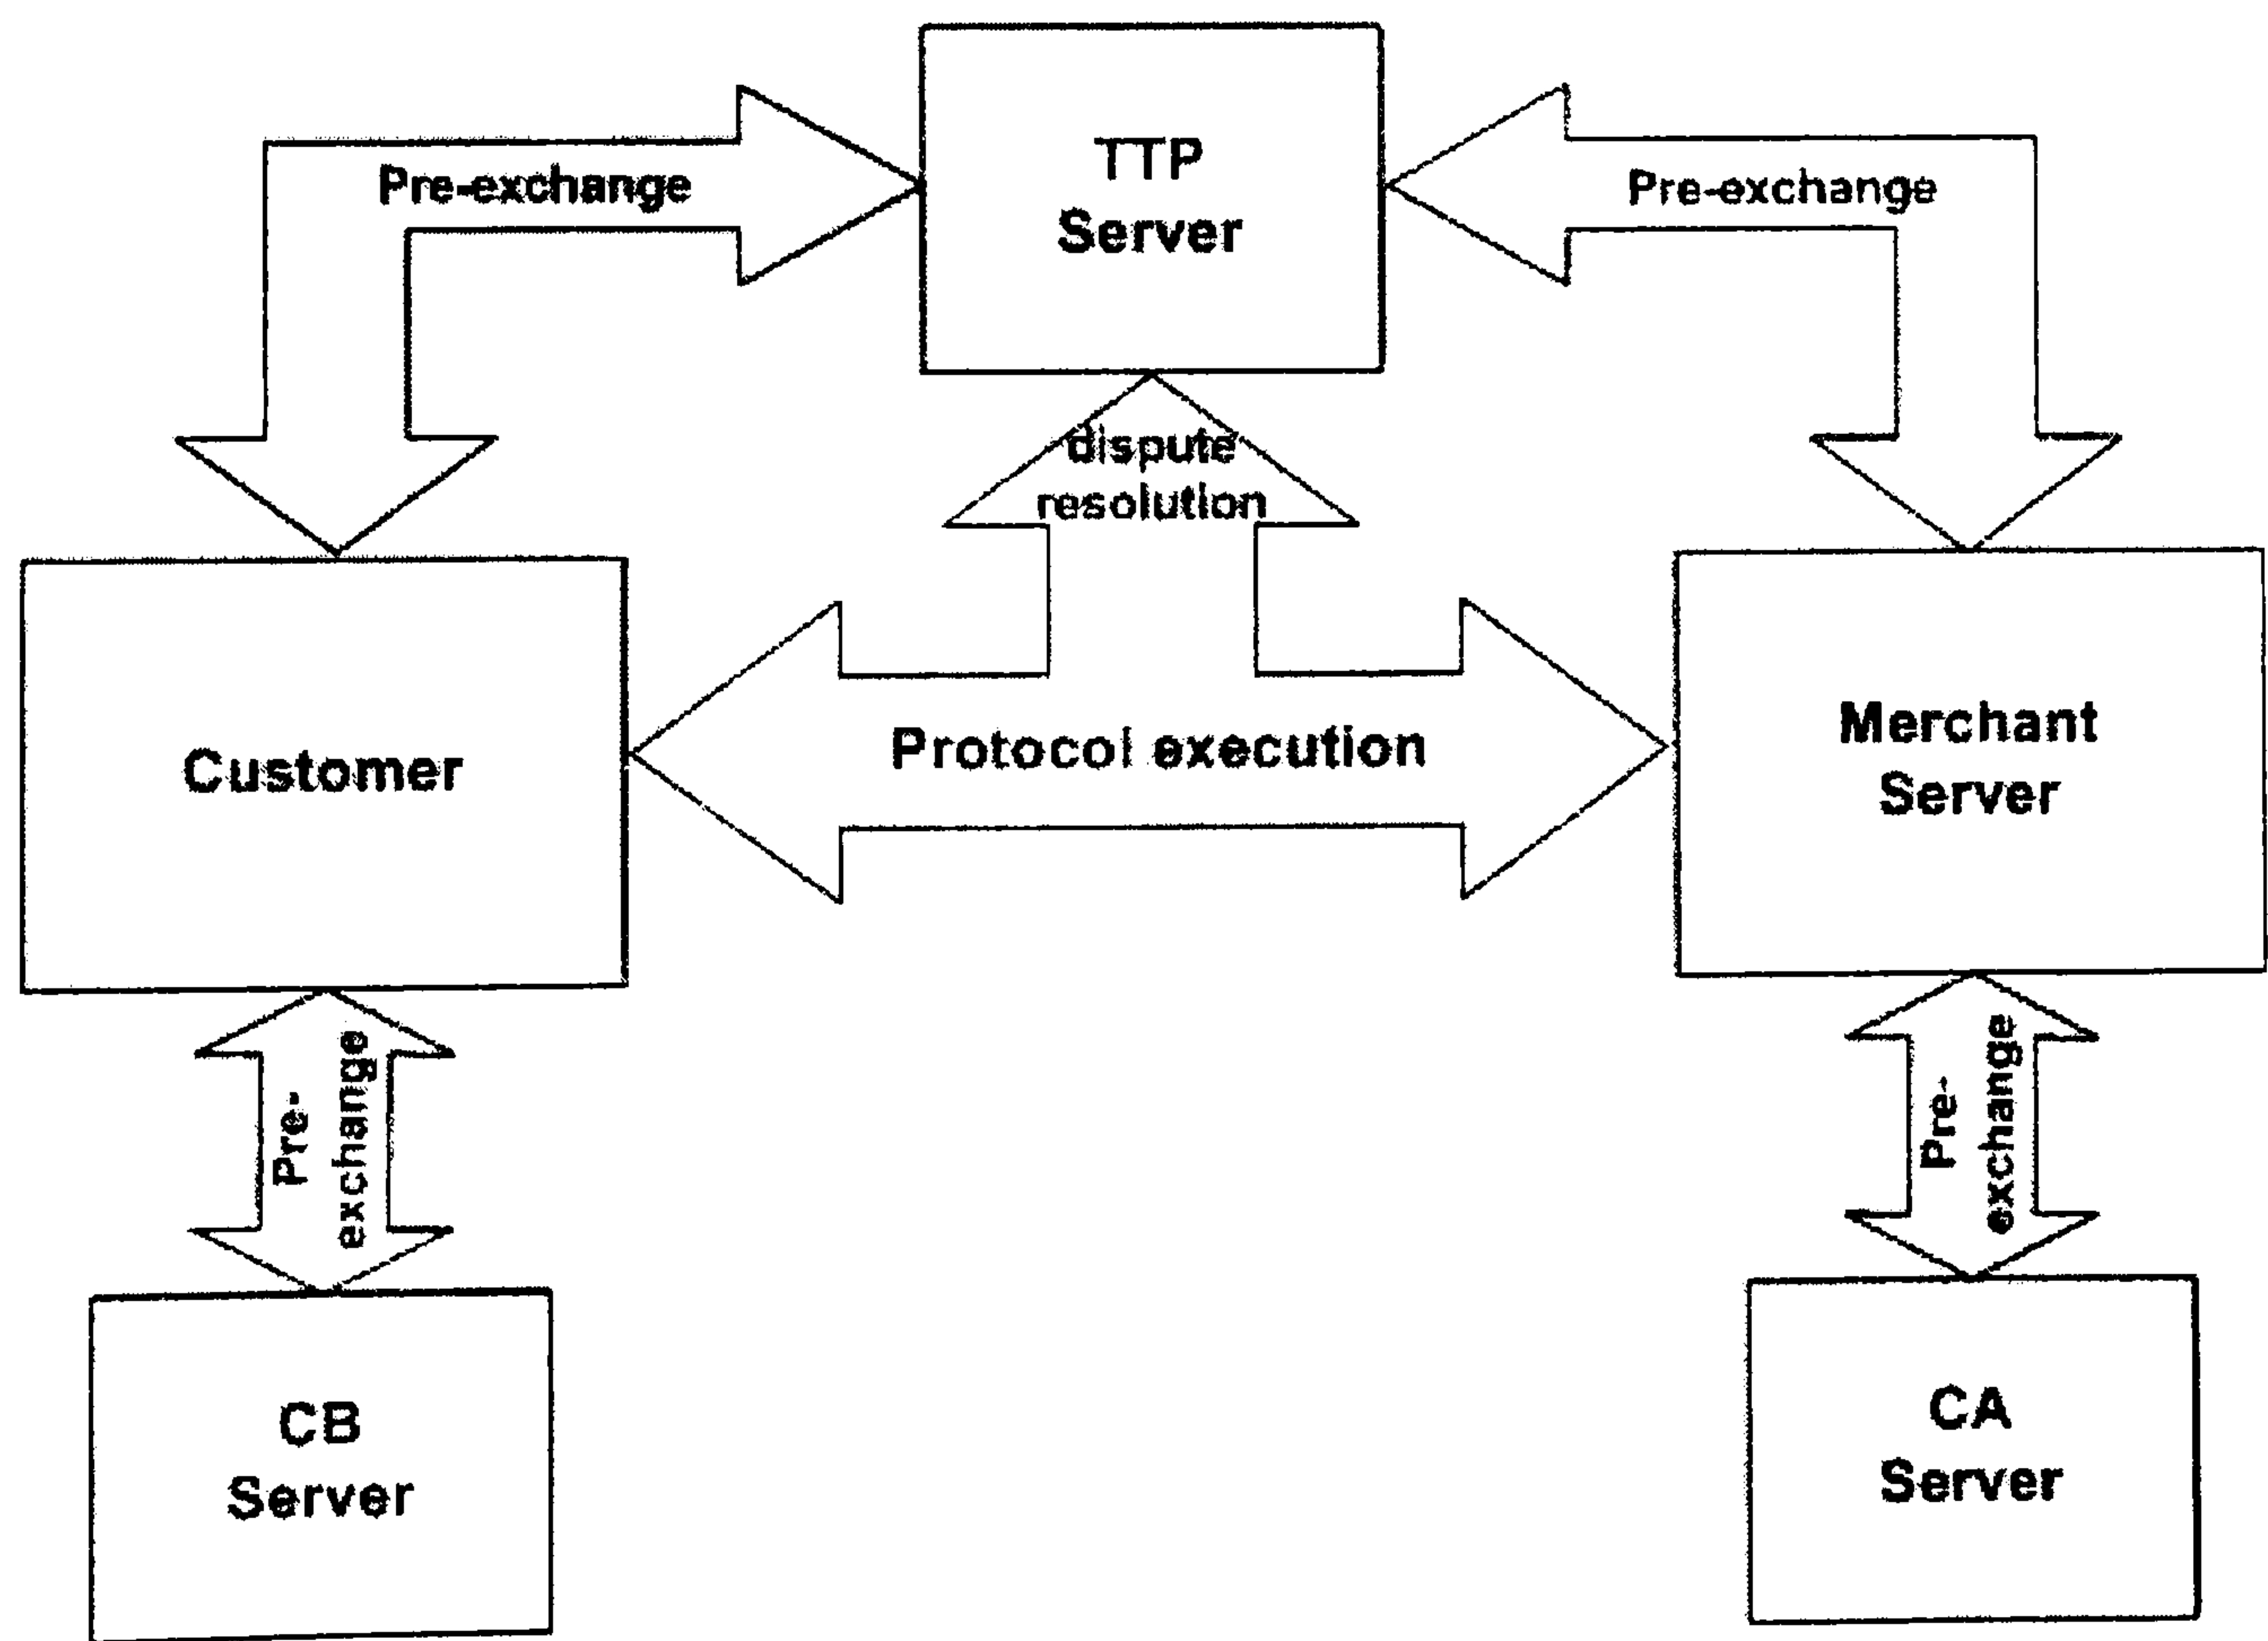 TTP
Server
Pre-exchange
Pre-exchange
dispute
resolution
Customer
Protocol execution
Merchant
Server
Pre-
exchange
Pre-
exchange
CB
Server
CA
Server